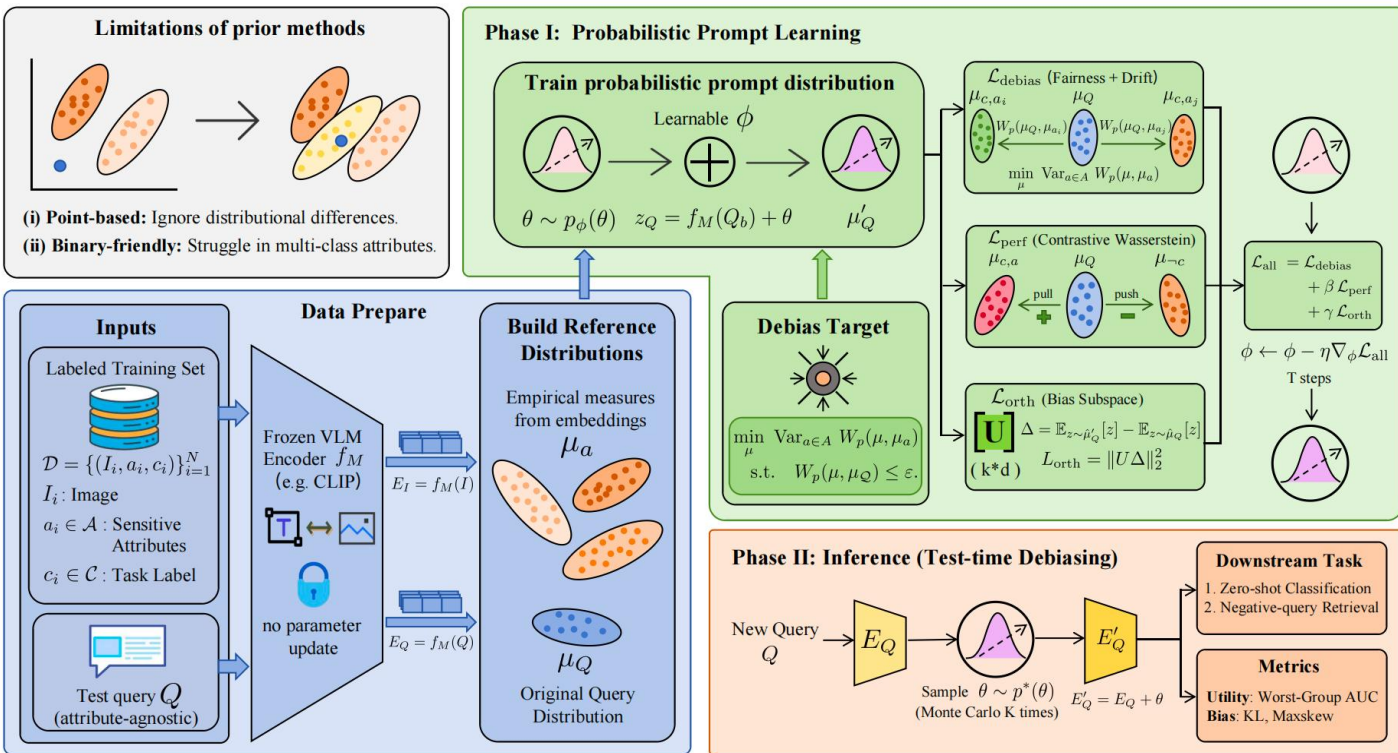 Limitations of prior methods
(i) Point-based: Ignore distributional differences.
(ii) Binary-friendly: Struggle in multi-class attributes.
Data Prepare
Inputs
Labeled Training Set
𝒟 = {(I_i, a_i, c_i)}_{i=1}^N
I_i : Image
a_i ∈ 𝒜 : Sensitive
Attributes
c_i ∈ 𝒞 : Task Label
Test query Q
(attribute-agnostic)
Frozen VLM
Encoder f_M
(e.g. CLIP)
T
no parameter
update
E_I = f_M(I)
E_Q = f_M(Q)
Build Reference
Distributions
Empirical measures
from embeddings
μ_a
μ_Q
Original Query
Distribution
Phase I: Probabilistic Prompt Learning
Train probabilistic prompt distribution
Learnable ϕ
θ ∼ p_ϕ(θ)
z_Q = f_M(Q_b) + θ
μ′_Q
Debias Target
min_μ Var_{a∈A} W_p(μ, μ_a)
s.t. W_p(μ, μ_Q) ≤ ε.
ℒ_debias (Fairness + Drift)
μ_{c,a_i} μ_Q μ_{c,a_j}
W_p(μ_Q, μ_{a_i}) W_p(μ_Q, μ_{a_j})
min_μ Var_{a∈A} W_p(μ, μ_a)
ℒ_perf (Contrastive Wasserstein)
μ_{c,a} μ_Q μ_{¬c}
pull push
ℒ_orth (Bias Subspace)
[U] Δ = 𝔼_{z∼μ̂′_Q}[z] − 𝔼_{z∼μ̂_Q}[z]
(k*d) L_orth = ‖UΔ‖_2^2
ℒ_all = ℒ_debias
+ β ℒ_perf
+ γ ℒ_orth
ϕ ← ϕ − η∇_ϕ ℒ_all
T steps
Phase II: Inference (Test-time Debiasing)
New Query
Q
E_Q
Sample θ ∼ p*(θ)
(Monte Carlo K times)
E′_Q
E′_Q = E_Q + θ
Downstream Task
1. Zero-shot Classification
2. Negative-query Retrieval
Metrics
Utility: Worst-Group AUC
Bias: KL, Maxskew